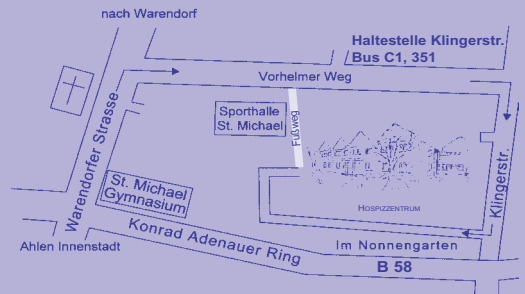 nach Warendorf
Haltestelle Klingerstr.
Bus C1, 351
Vorhelmer Weg
Warendorfer Strasse
Sporthalle
St. Michael
Fußweg
Klingerstr.
St. Michael
Gymnasium
HOSPIZZENTRUM
Ahlen Innenstadt
Konrad Adenauer Ring
Im Nonnengarten
B 58